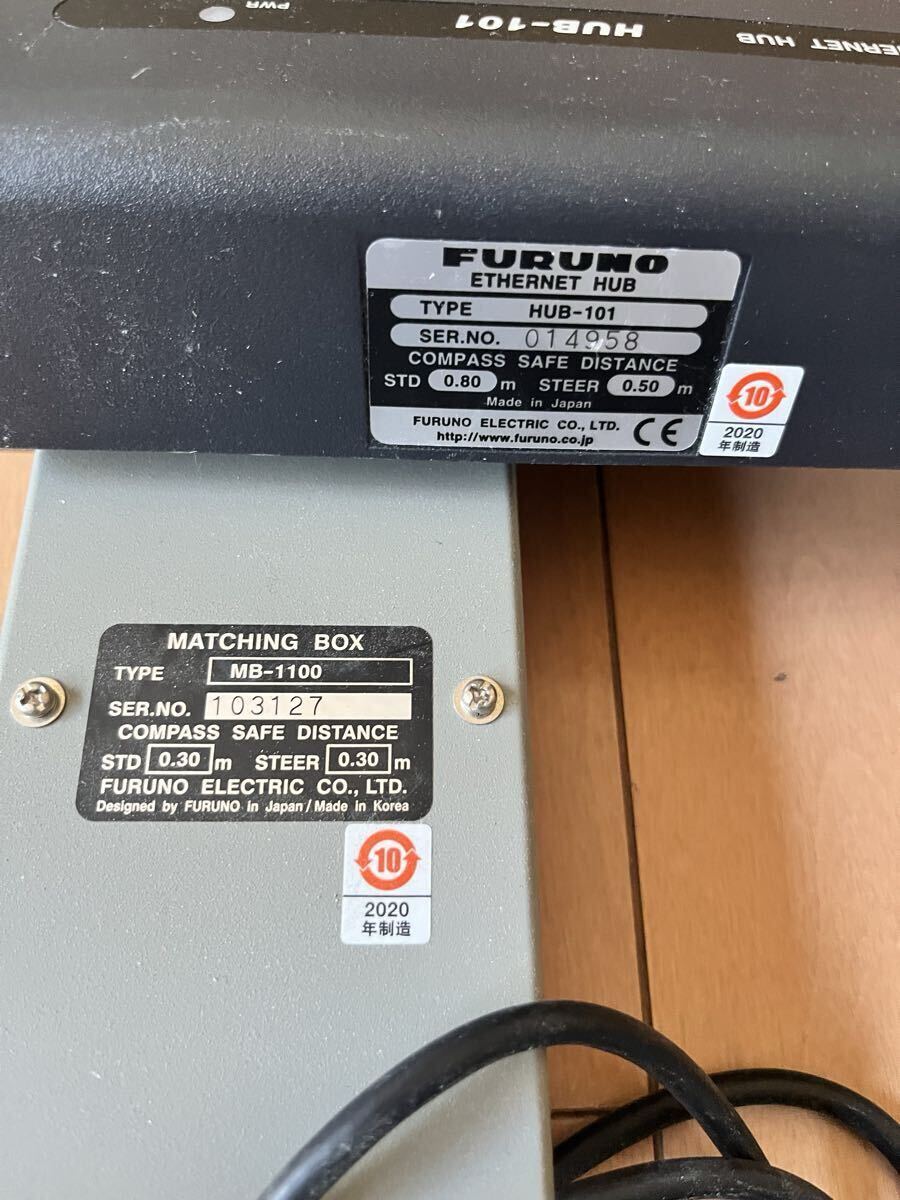 PWR
HUB-101
ERNET HUB
FURUNO
ETHERNET HUB
TYPE HUB-101
SER.NO. 014958
COMPASS SAFE DISTANCE
STD 0.80 m STEER 0.50 m
Made in Japan
FURUNO ELECTRIC CO., LTD.
http://www.furuno.co.jp
CE
10
2020
年制造
MATCHING BOX
TYPE MB-1100
SER.NO. 103127
COMPASS SAFE DISTANCE
STD 0.30 m STEER 0.30 m
FURUNO ELECTRIC CO., LTD.
Designed by FURUNO in Japan/Made in Korea
10
2020
年制造